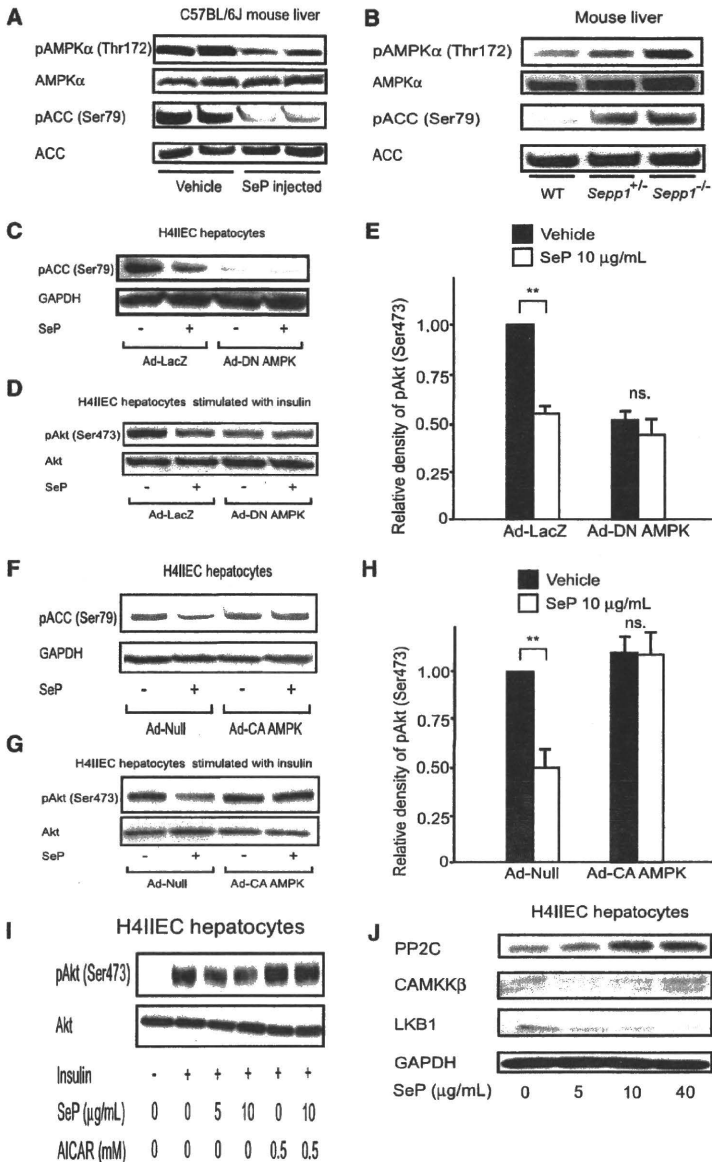 A
C57BL/6J mouse liver
pAMPKα (Thr172)
AMPKα
pACC (Ser79)
ACC
Vehicle SeP injected
B
Mouse liver
pAMPKα (Thr172)
AMPKα
pACC (Ser79)
ACC
WT Sepp1+/- Sepp1-/-
C
H4IIEC hepatocytes
pACC (Ser79)
GAPDH
SeP - + - +
Ad-LacZ Ad-DN AMPK
D
H4IIEC hepatocytes stimulated with insulin
pAkt (Ser473)
Akt
SeP - + - +
Ad-LacZ Ad-DN AMPK
E
Vehicle
SeP 10 µg/mL
Relative density of pAkt (Ser473)
1.00
0.75
0.50
0.25
0
**
ns.
Ad-LacZ Ad-DN AMPK
F
H4IIEC hepatocytes
pACC (Ser79)
GAPDH
SeP - + - +
Ad-Null Ad-CA AMPK
G
H4IIEC hepatocytes stimulated with insulin
pAkt (Ser473)
Akt
SeP - + - +
Ad-Null Ad-CA AMPK
H
Vehicle
SeP 10 µg/mL
Relative density of pAkt (Ser473)
1.00
0.75
0.50
0.25
0
**
ns.
Ad-Null Ad-CA AMPK
I
H4IIEC hepatocytes
pAkt (Ser473)
Akt
Insulin - + + + + +
SeP (µg/mL) 0 0 5 10 0 10
AICAR (mM) 0 0 0 0 0.5 0.5
J
H4IIEC hepatocytes
PP2C
CAMKKβ
LKB1
GAPDH
SeP (µg/mL) 0 5 10 40